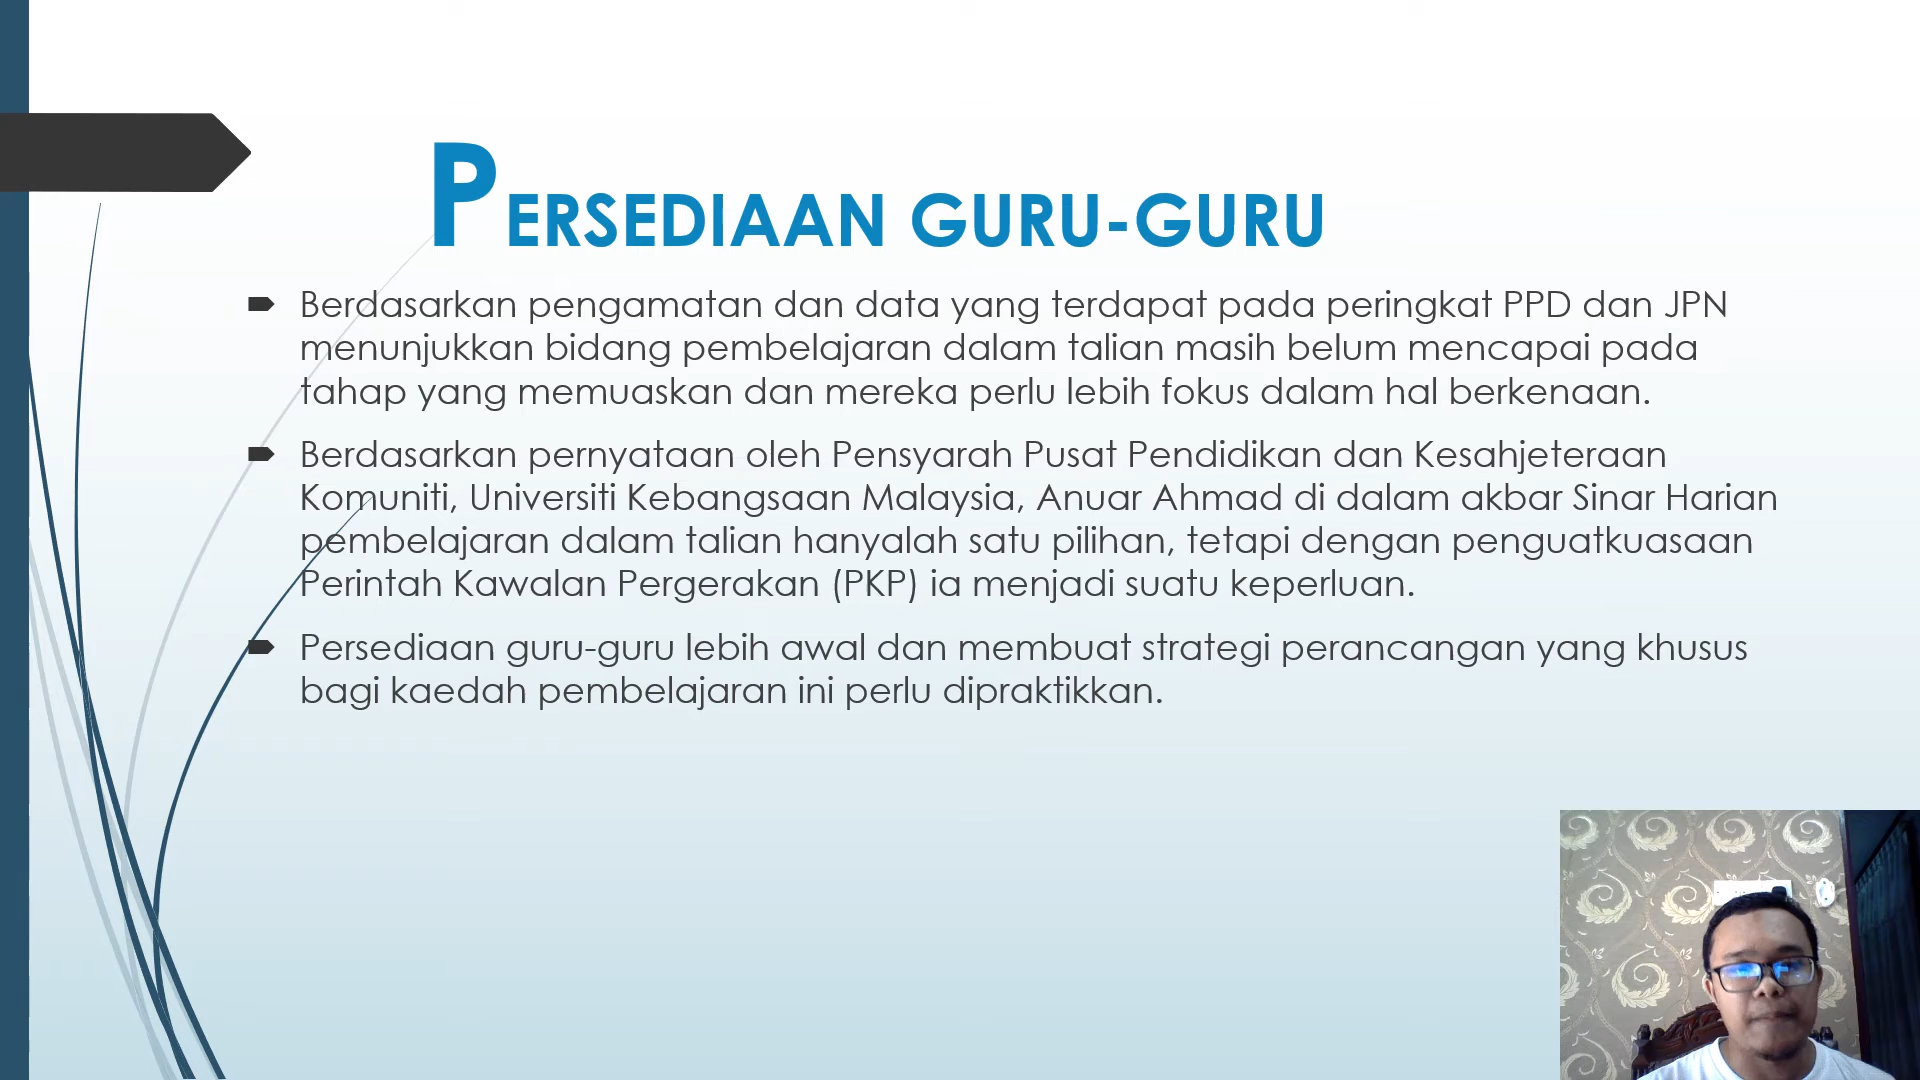 PERSEDIAAN GURU-GURU
Berdasarkan pengamatan dan data yang terdapat pada peringkat PPD dan JPN
menunjukkan bidang pembelajaran dalam talian masih belum mencapai pada
tahap yang memuaskan dan mereka perlu lebih fokus dalam hal berkenaan.
Berdasarkan pernyataan oleh Pensyarah Pusat Pendidikan dan Kesahjeteraan
Komuniti, Universiti Kebangsaan Malaysia, Anuar Ahmad di dalam akbar Sinar Harian
pembelajaran dalam talian hanyalah satu pilihan, tetapi dengan penguatkuasaan
Perintah Kawalan Pergerakan (PKP) ia menjadi suatu keperluan.
Persediaan guru-guru lebih awal dan membuat strategi perancangan yang khusus
bagi kaedah pembelajaran ini perlu dipraktikkan.